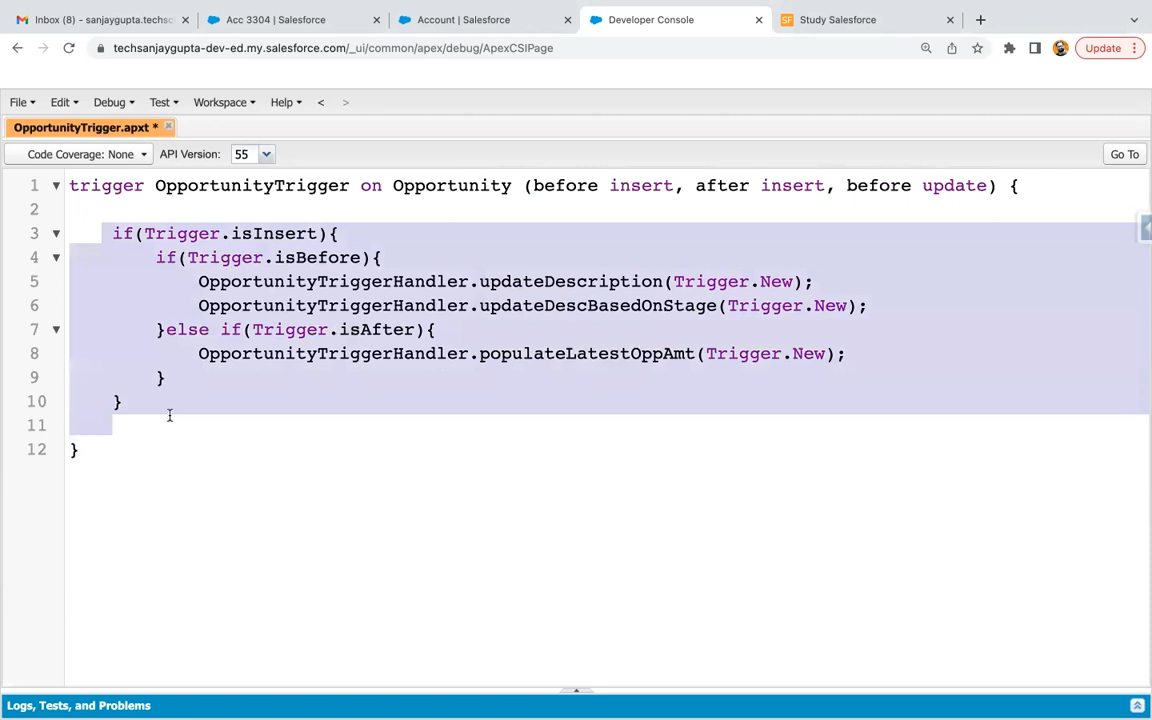 Inbox (8) - sanjaygupta.techsc
Acc 3304 | Salesforce
Account | Salesforce
Developer Console
Study Salesforce
techsanjaygupta-dev-ed.my.salesforce.com/_ui/common/apex/debug/ApexCSIPage
Update
File Edit Debug Test Workspace Help < >
OpportunityTrigger.apxt *
Code Coverage: None API Version: 55 Go To
1 trigger OpportunityTrigger on Opportunity (before insert, after insert, before update) {
2
3 if(Trigger.isInsert){
4 if(Trigger.isBefore){
5 OpportunityTriggerHandler.updateDescription(Trigger.New);
6 OpportunityTriggerHandler.updateDescBasedOnStage(Trigger.New);
7 }else if(Trigger.isAfter){
8 OpportunityTriggerHandler.populateLatestOppAmt(Trigger.New);
9 }
10 }
11
12 }
Logs, Tests, and Problems